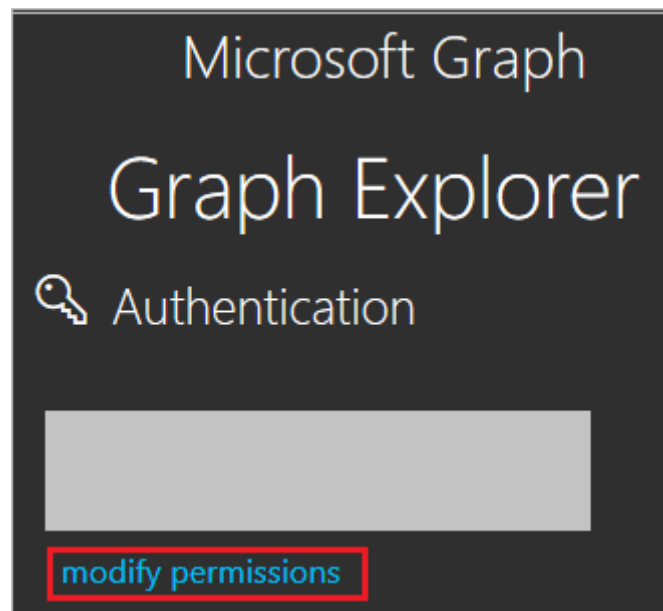 Microsoft Graph
Graph Explorer
Authentication
modify permissions